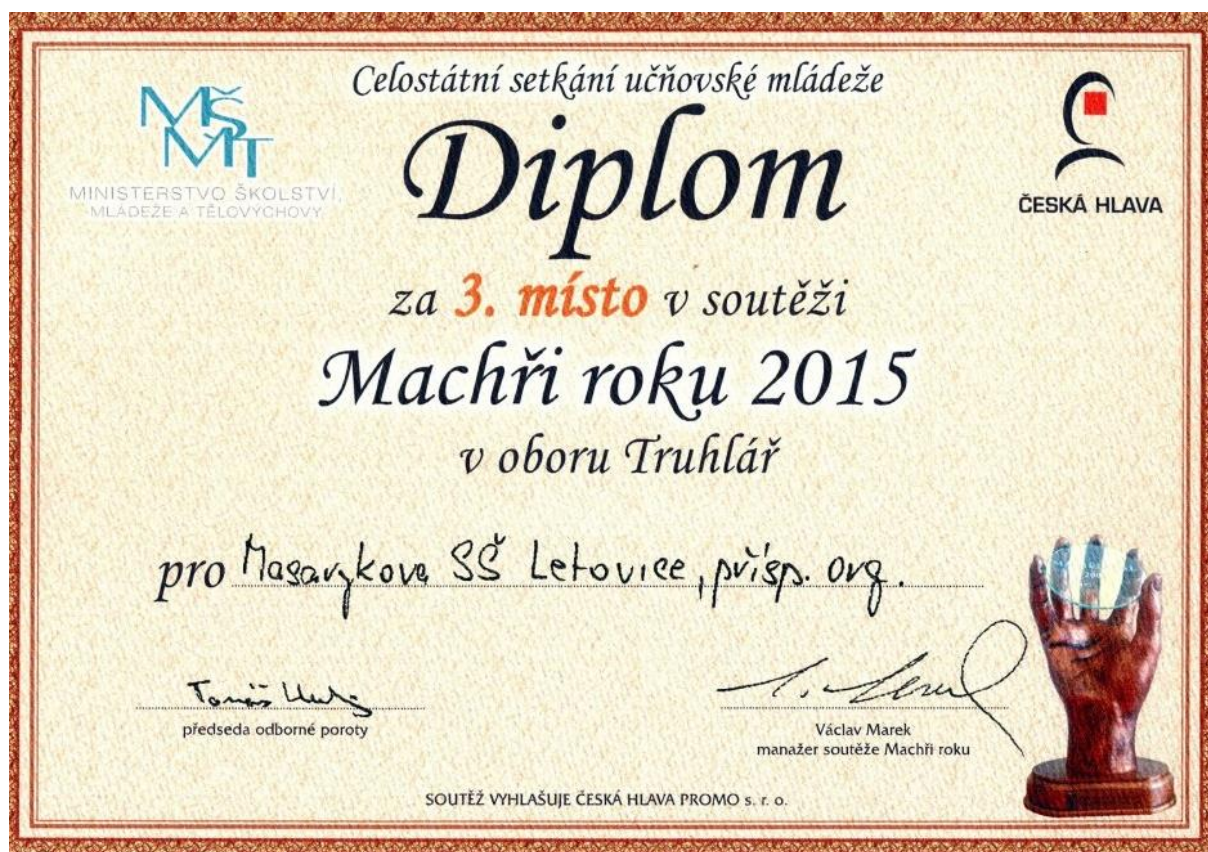 Celostátní setkání učňovské mládeže
MŠMT
MINISTERSTVO ŠKOLSTVÍ,
MLÁDEŽE A TĚLOVÝCHOVY
Diplom
ČESKÁ HLAVA
za 3. místo v soutěži
Machři roku 2015
v oboru Truhlář
pro Masarykova SŠ Letovice, přísp. org.
Tomáš
předseda odborné poroty
Václav Marek
manažer soutěže Machři roku
SOUTĚŽ VYHLAŠUJE ČESKÁ HLAVA PROMO s. r. o.